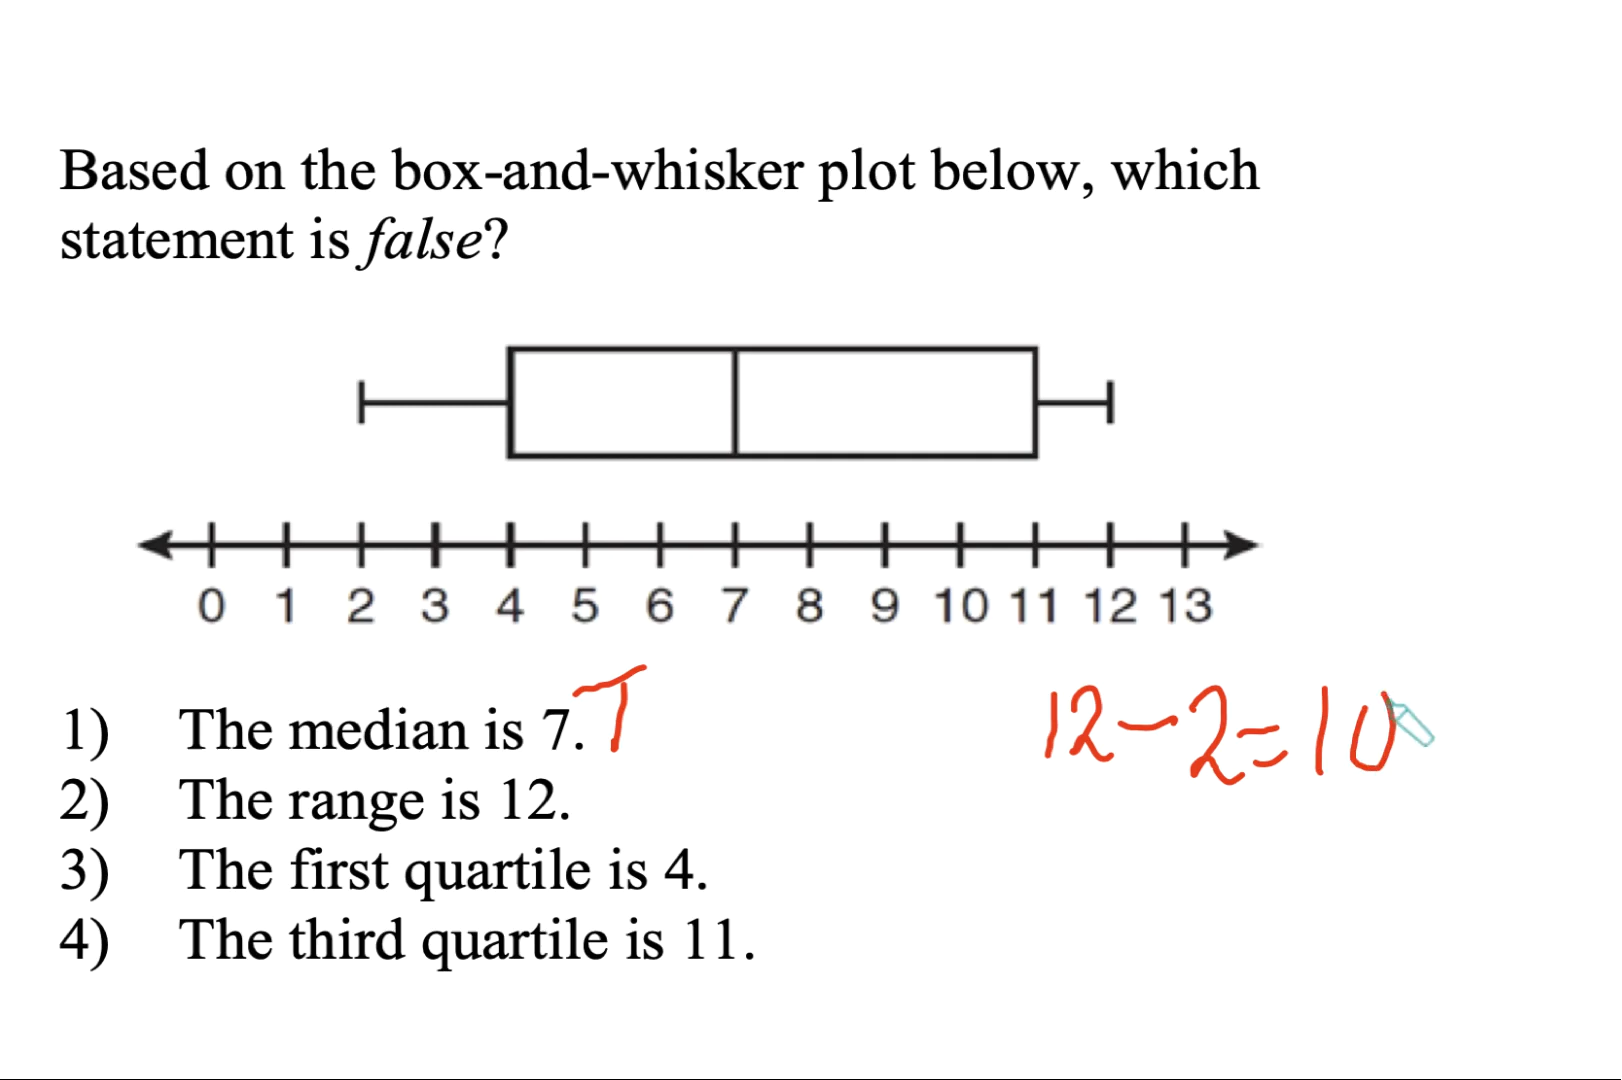 Based on the box-and-whisker plot below, which
statement is false?
0 1 2 3 4 5 6 7 8 9 10 11 12 13
1) The median is 7. T
12-2=10
2) The range is 12.
3) The first quartile is 4.
4) The third quartile is 11.